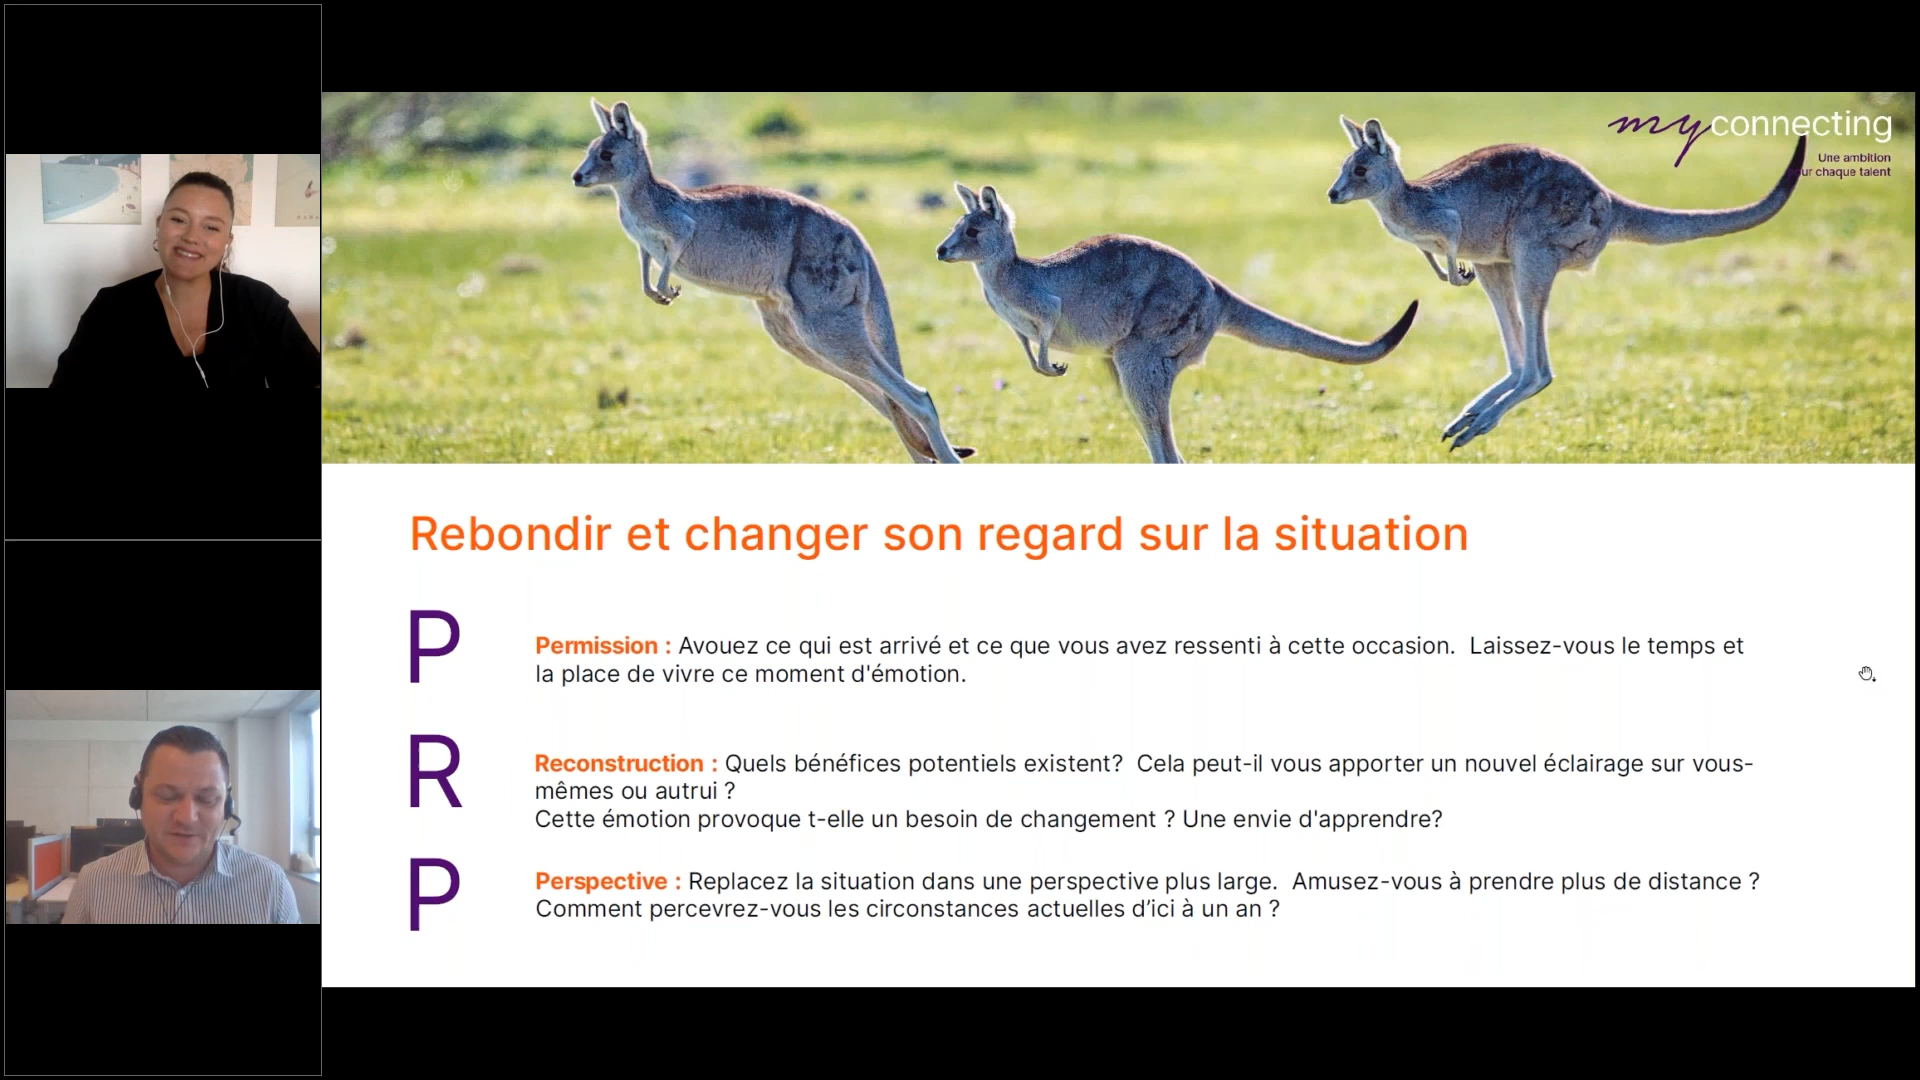 myconnecting
Une ambition
ur chaque talent
Rebondir et changer son regard sur la situation
P
Permission : Avouez ce qui est arrivé et ce que vous avez ressenti à cette occasion.  Laissez-vous le temps et
la place de vivre ce moment d'émotion.
R
Reconstruction : Quels bénéfices potentiels existent?  Cela peut-il vous apporter un nouvel éclairage sur vous-
mêmes ou autrui ?
Cette émotion provoque t-elle un besoin de changement ? Une envie d'apprendre?
P
Perspective : Replacez la situation dans une perspective plus large.  Amusez-vous à prendre plus de distance ?
Comment percevrez-vous les circonstances actuelles d’ici à un an ?